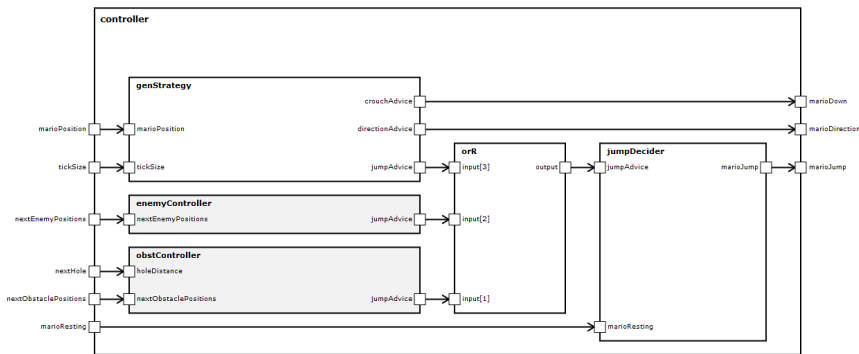 controller
genStrategy
crouchAdvice
marioDown
marioPosition
marioPosition
directionAdvice
marioDirection
orR
jumpDecider
tickSize
tickSize
jumpAdvice
input[3]
output
jumpAdvice
marioJump
marioJump
enemyController
nextEnemyPositions
nextEnemyPositions
jumpAdvice
input[2]
obstController
nextHole
holeDistance
nextObstaclePositions
nextObstaclePositions
jumpAdvice
input[1]
marioResting
marioResting